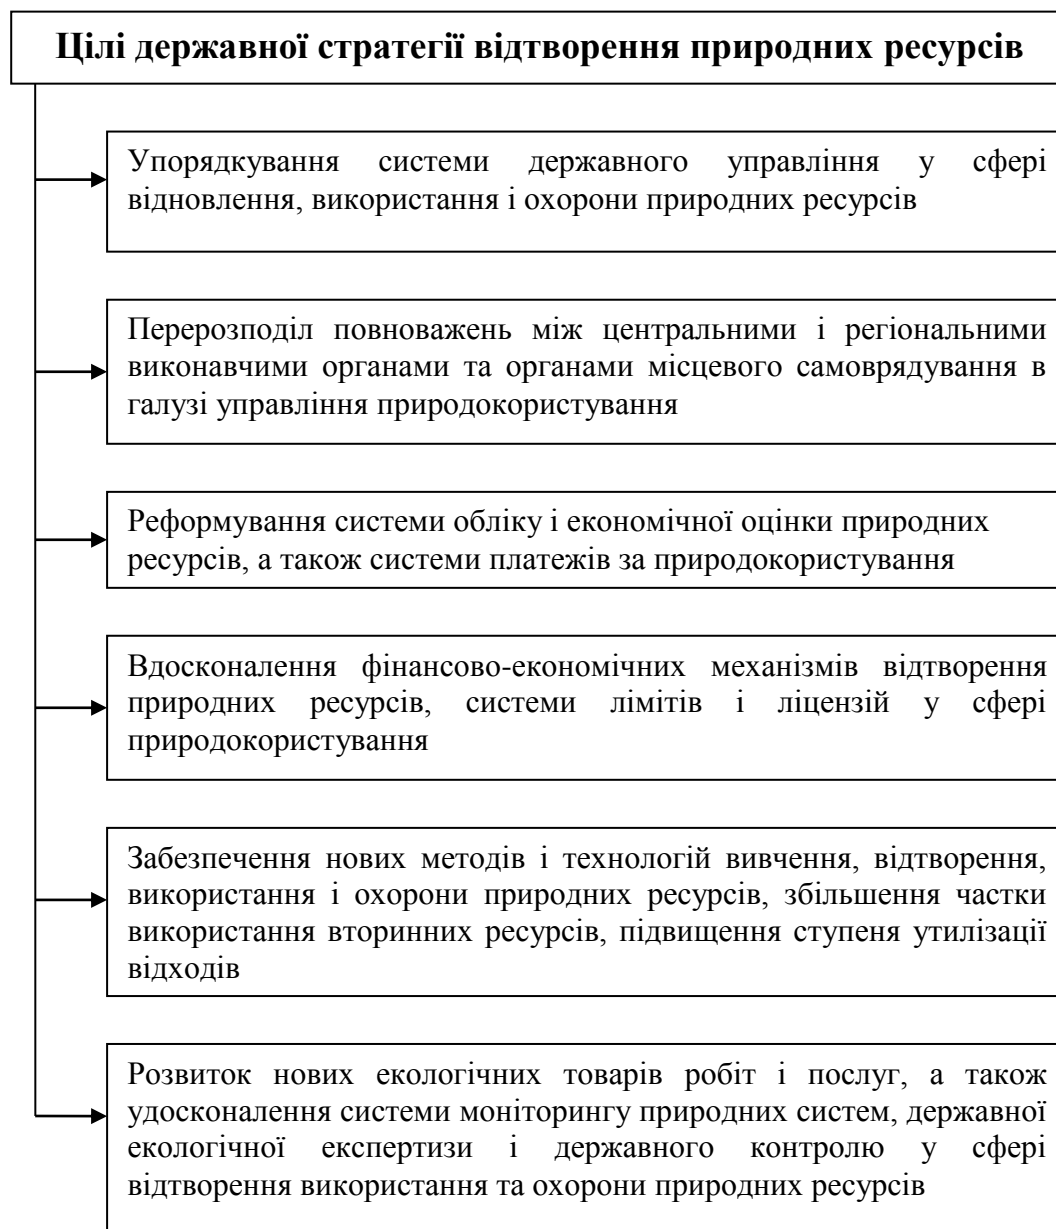 Цілі державної стратегії відтворення природних ресурсів
Упорядкування системи державного управління у сфері
відновлення, використання і охорони природних ресурсів
Перерозподіл повноважень між центральними і регіональними
виконавчими органами та органами місцевого самоврядування в
галузі управління природокористування
Реформування системи обліку і економічної оцінки природних
ресурсів, а також системи платежів за природокористування
Вдосконалення фінансово-економічних механізмів відтворення
природних ресурсів, системи лімітів і ліцензій у сфері
природокористування
Забезпечення нових методів і технологій вивчення, відтворення,
використання і охорони природних ресурсів, збільшення частки
використання вторинних ресурсів, підвищення ступеня утилізації
відходів
Розвиток нових екологічних товарів робіт і послуг, а також
удосконалення системи моніторингу природних систем, державної
екологічної експертизи і державного контролю у сфері
відтворення використання та охорони природних ресурсів